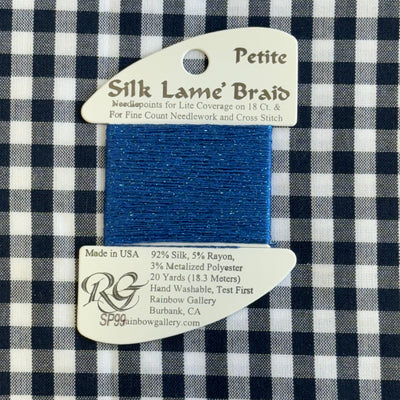 Petite
Silk Lame' Braid
Needlepoints for Lite Coverage on 18 Ct. &
For Fine Count Needlework and Cross Stitch
Made in USA
92% Silk, 5% Rayon,
3% Metalized Polyester
20 Yards (18.3 Meters)
Hand Washable, Test First
Rainbow Gallery
Burbank, CA
RG
SP99
rainbowgallery.com